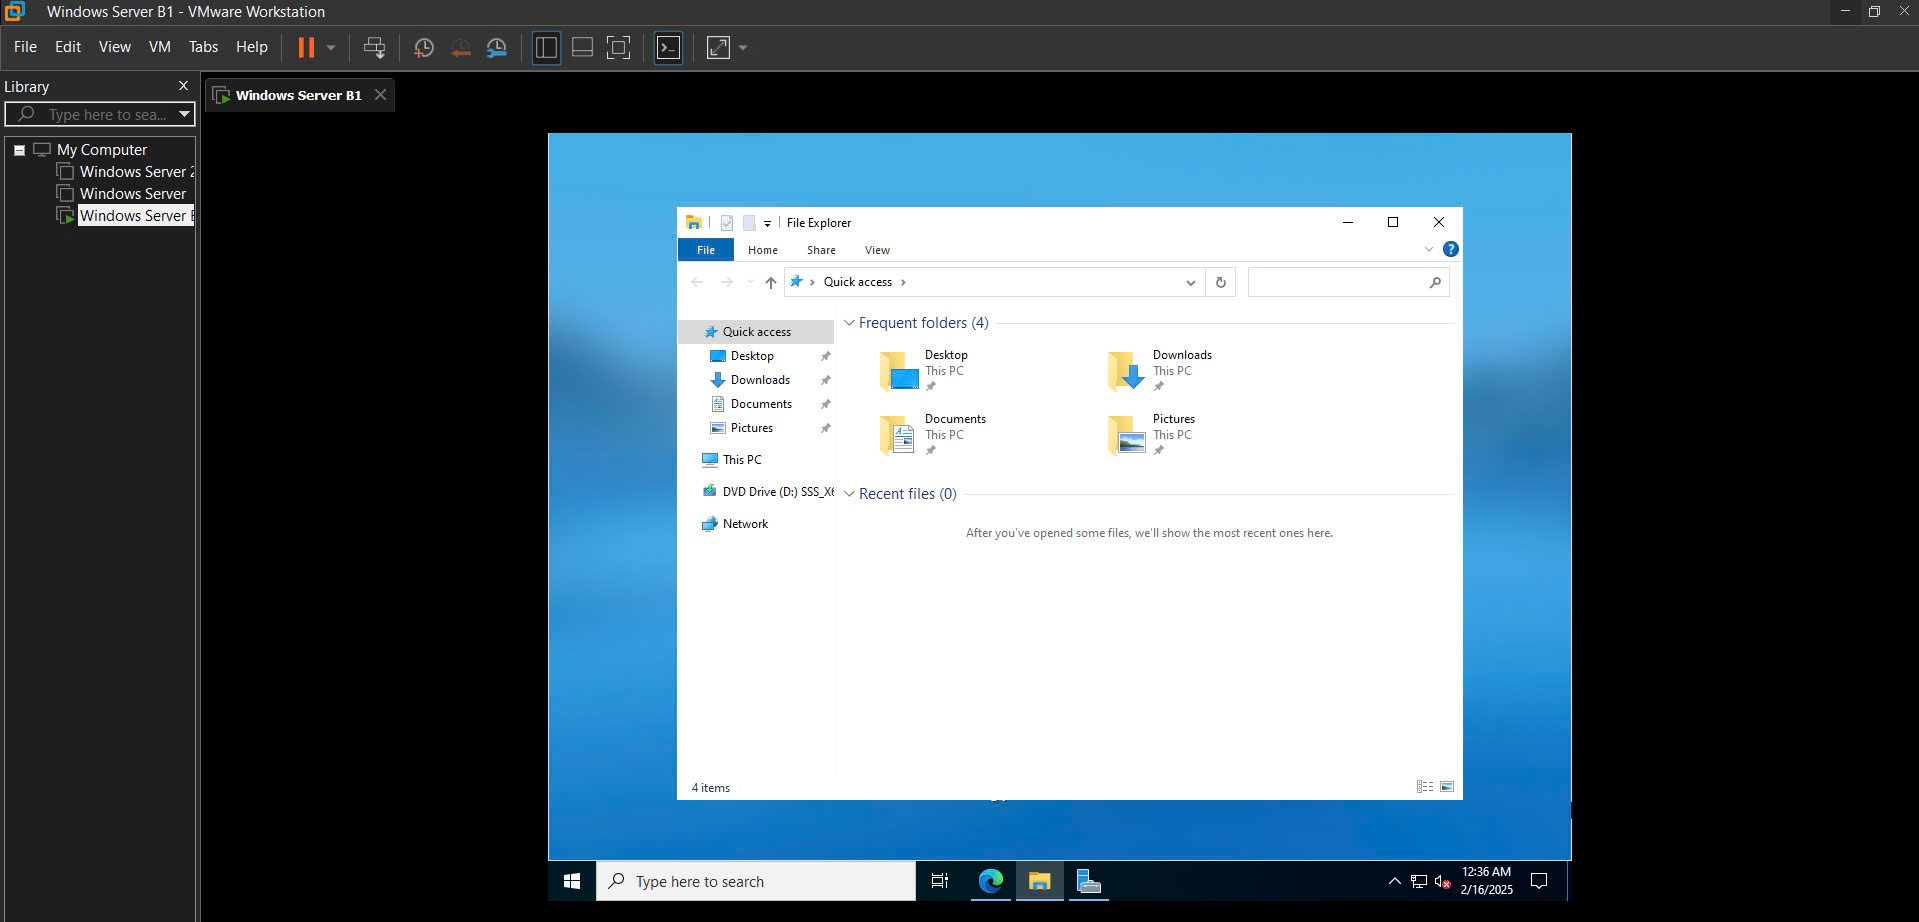 Windows Server B1 - VMware Workstation
File Edit View VM Tabs Help
Library
Type here to sea...
My Computer
Windows Server 2
Windows Server
Windows Server
Windows Server B1
File Explorer
File Home Share View
Quick access
Quick access
Desktop
Downloads
Documents
Pictures
This PC
DVD Drive (D:) SSS_X6
Network
Frequent folders (4)
Desktop
This PC
Downloads
This PC
Documents
This PC
Pictures
This PC
Recent files (0)
After you've opened some files, we'll show the most recent ones here.
4 items
Type here to search
12:36 AM
2/16/2025